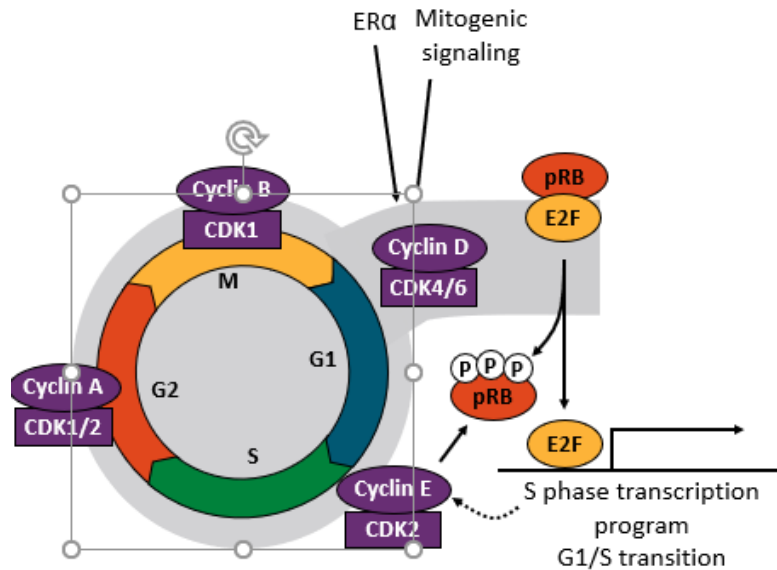 ERα
Mitogenic
signaling
Cyclin B
CDK1
pRB
E2F
Cyclin D
CDK4/6
M
G1
P P P
pRB
Cyclin A
CDK1/2
G2
S
E2F
Cyclin E
CDK2
S phase transcription
program
G1/S transition